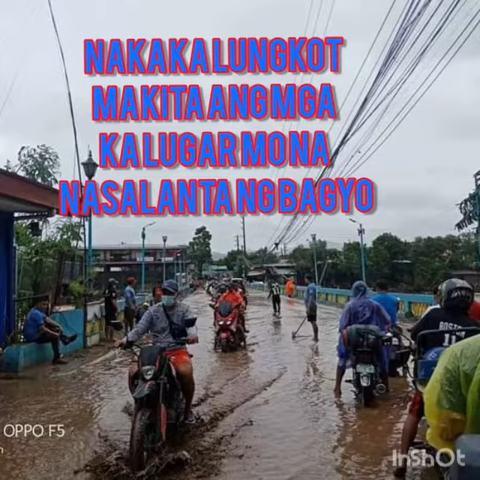 NAKAKALUNGKOT
MAKITA ANG MGA
KALUGAR MO NA
NASALANTA NG BAGYO
OPPO F5
InShOt